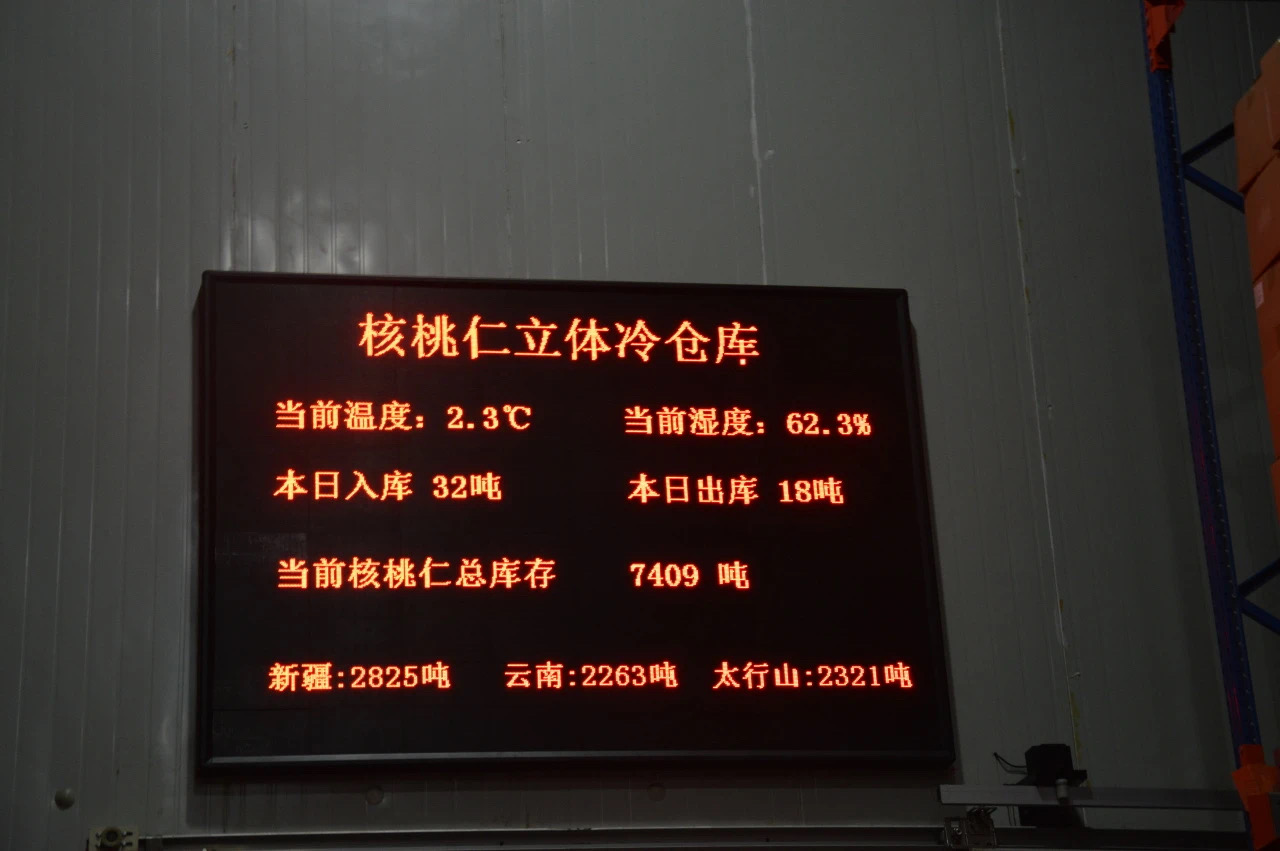 核桃仁立体冷仓库
当前温度：2.3℃ 当前湿度：62.3%
本日入库 32吨 本日出库 18吨
当前核桃仁总库存 7409 吨
新疆:2825吨 云南:2263吨 太行山:2321吨